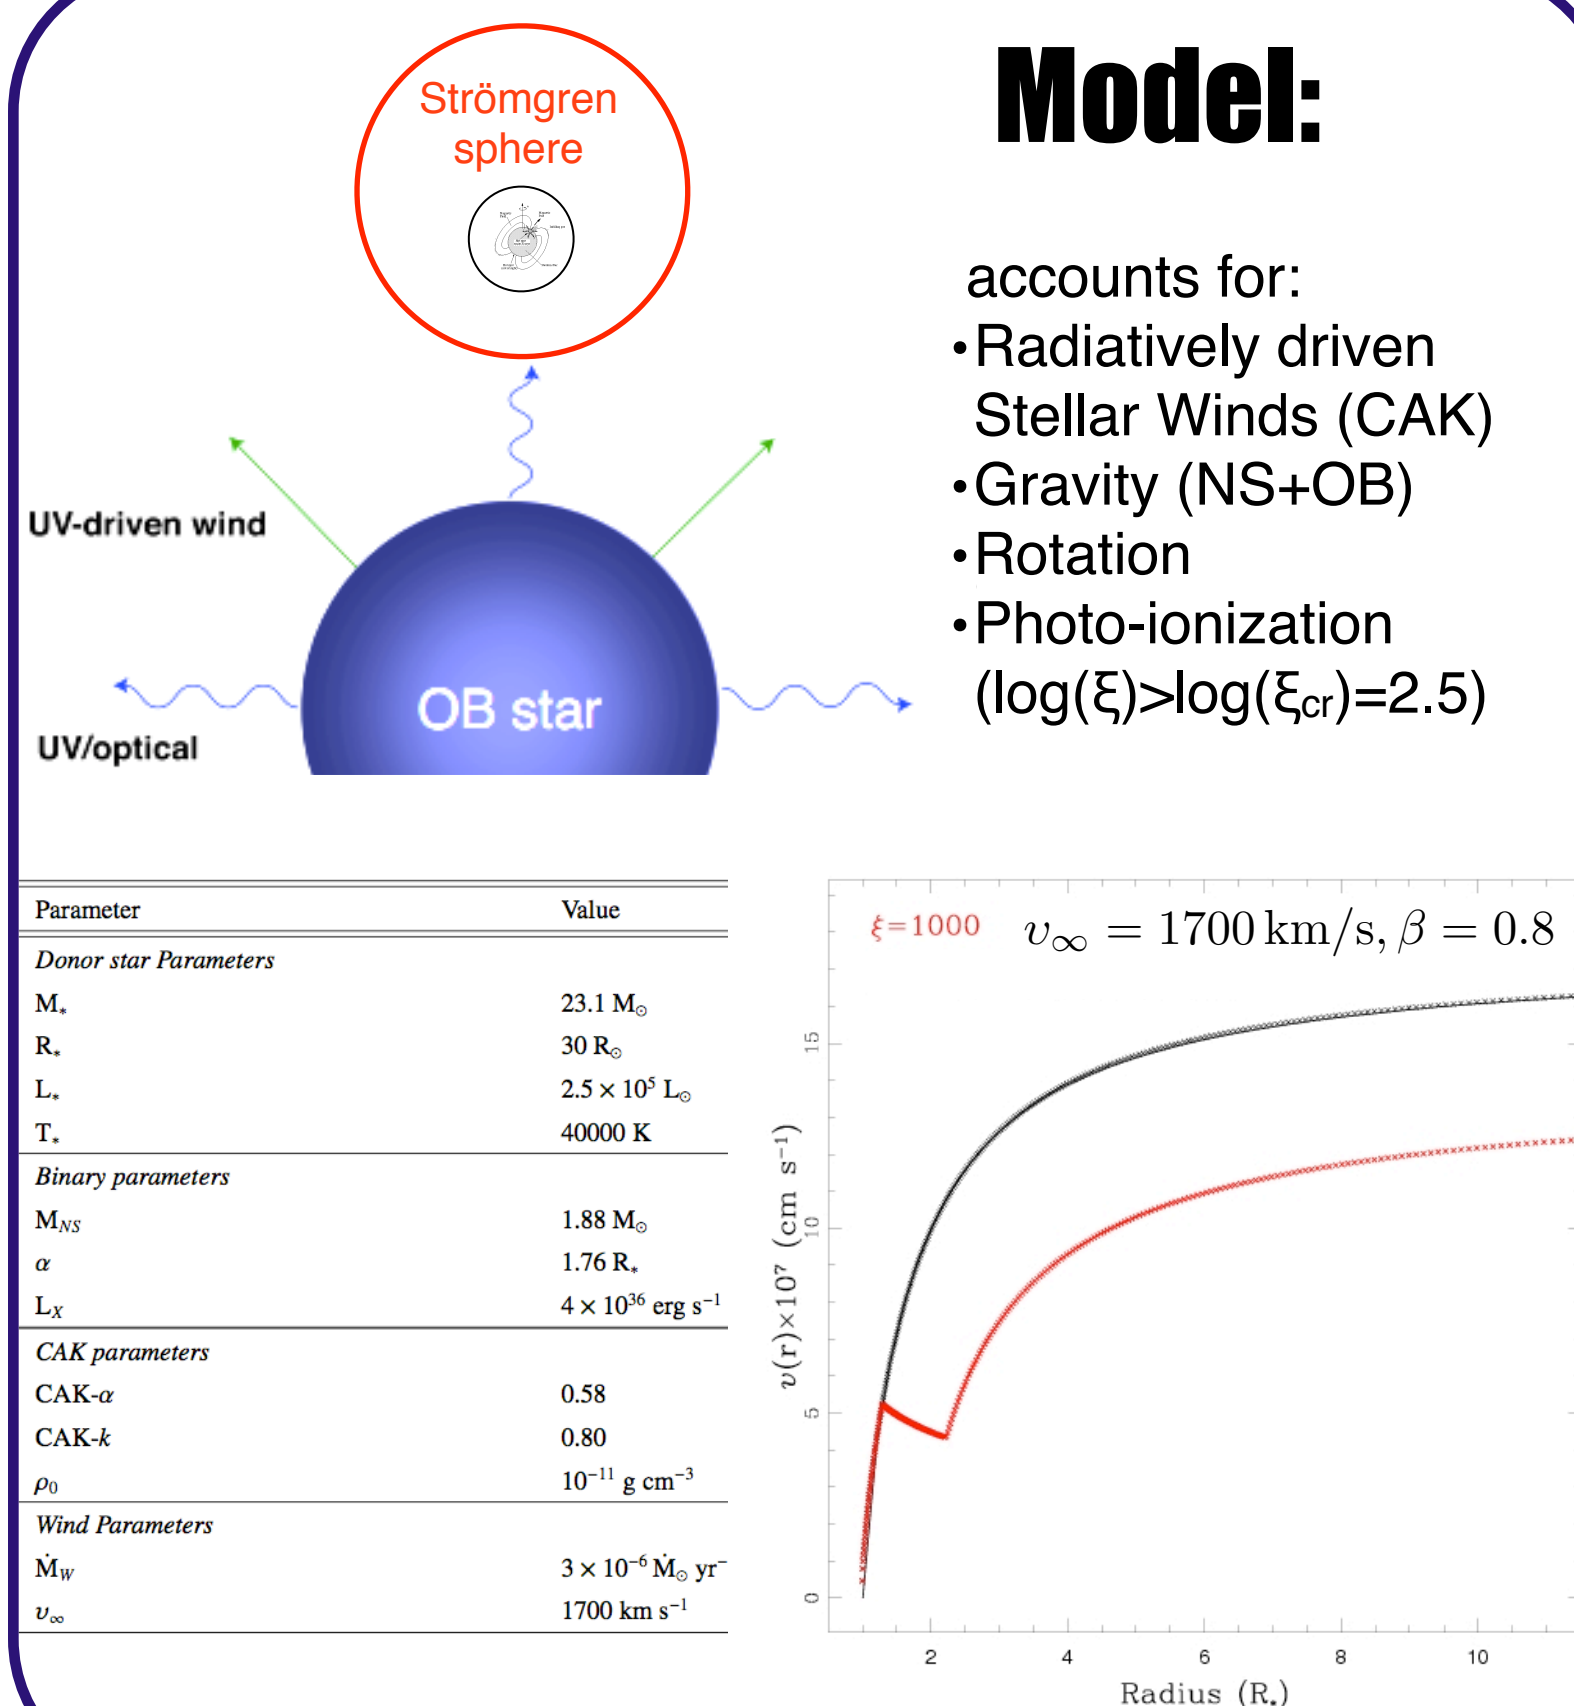 Strömgren
sphere
Model:
accounts for:
•Radiatively driven
Stellar Winds (CAK)
•Gravity (NS+OB)
•Rotation
•Photo-ionization
(log(ξ)>log(ξcr)=2.5)
UV-driven wind
OB star
UV/optical
Parameter Value
Donor star Parameters
M* 23.1 M⊙
R* 30 R⊙
L* 2.5 × 10⁵ L⊙
T* 40000 K
Binary parameters
M_NS 1.88 M⊙
α 1.76 R*
L_X 4 × 10³⁶ erg s⁻¹
CAK parameters
CAK-α 0.58
CAK-k 0.80
ρ₀ 10⁻¹¹ g cm⁻³
Wind Parameters
Ṁ_W 3 × 10⁻⁶ Ṁ⊙ yr⁻
υ∞ 1700 km s⁻¹
ξ=1000 υ∞ = 1700 km/s, β = 0.8
υ(r)×10⁷ (cm s⁻¹)
15
10
5
0
2 4 6 8 10
Radius (R*)